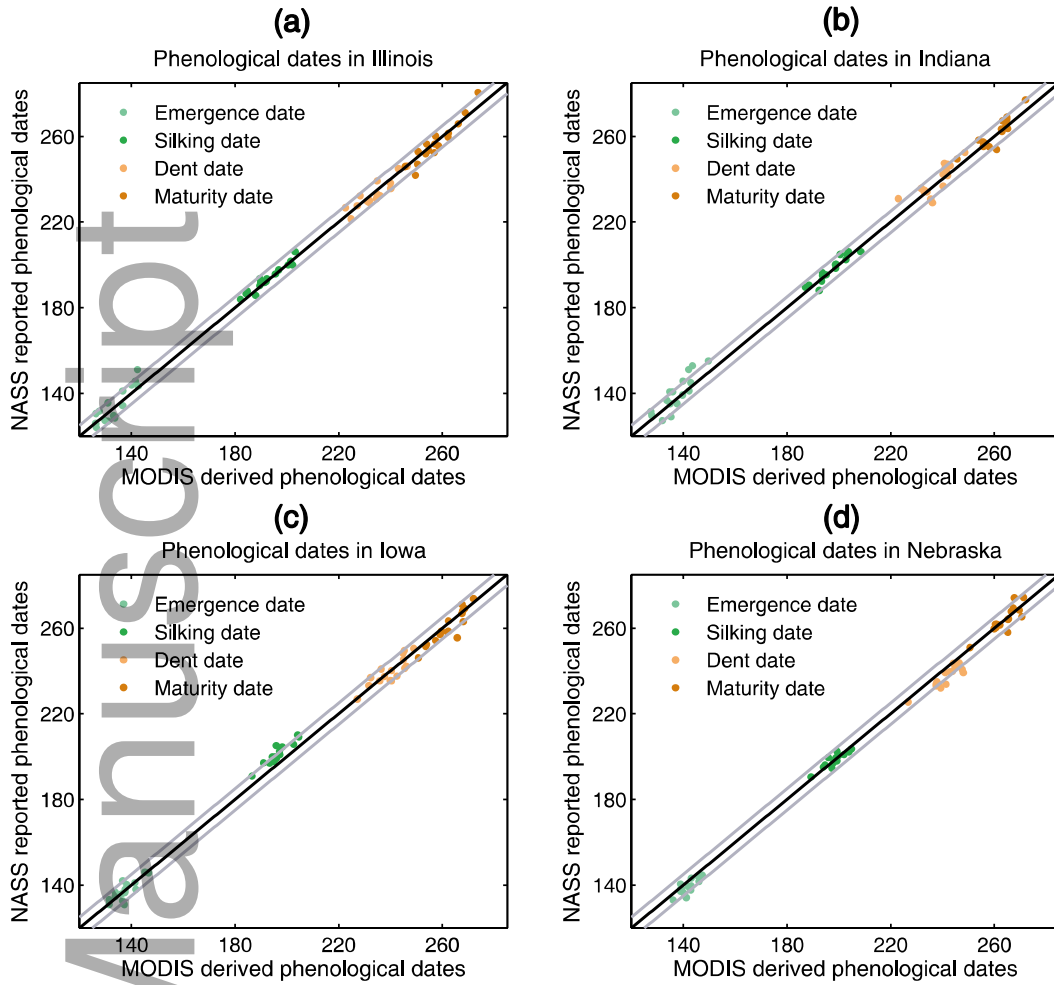 (a)
Phenological dates in Illinois
NASS reported phenological dates
260
220
180
140
Emergence date
Silking date
Dent date
Maturity date
140 180 220 260
MODIS derived phenological dates
(b)
Phenological dates in Indiana
NASS reported phenological dates
260
220
180
140
Emergence date
Silking date
Dent date
Maturity date
140 180 220 260
MODIS derived phenological dates
(c)
Phenological dates in Iowa
NASS reported phenological dates
260
220
180
140
Emergence date
Silking date
Dent date
Maturity date
140 180 220 260
MODIS derived phenological dates
(d)
Phenological dates in Nebraska
NASS reported phenological dates
260
220
180
140
Emergence date
Silking date
Dent date
Maturity date
140 180 220 260
MODIS derived phenological dates
Manuscript